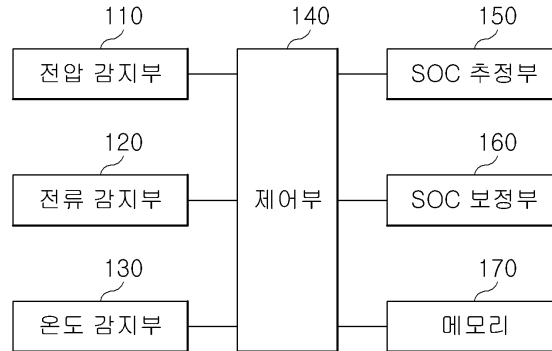 110
140
150
전압 감지부
SOC 추정부
120
160
전류 감지부
제어부
SOC 보정부
130
170
온도 감지부
메모리